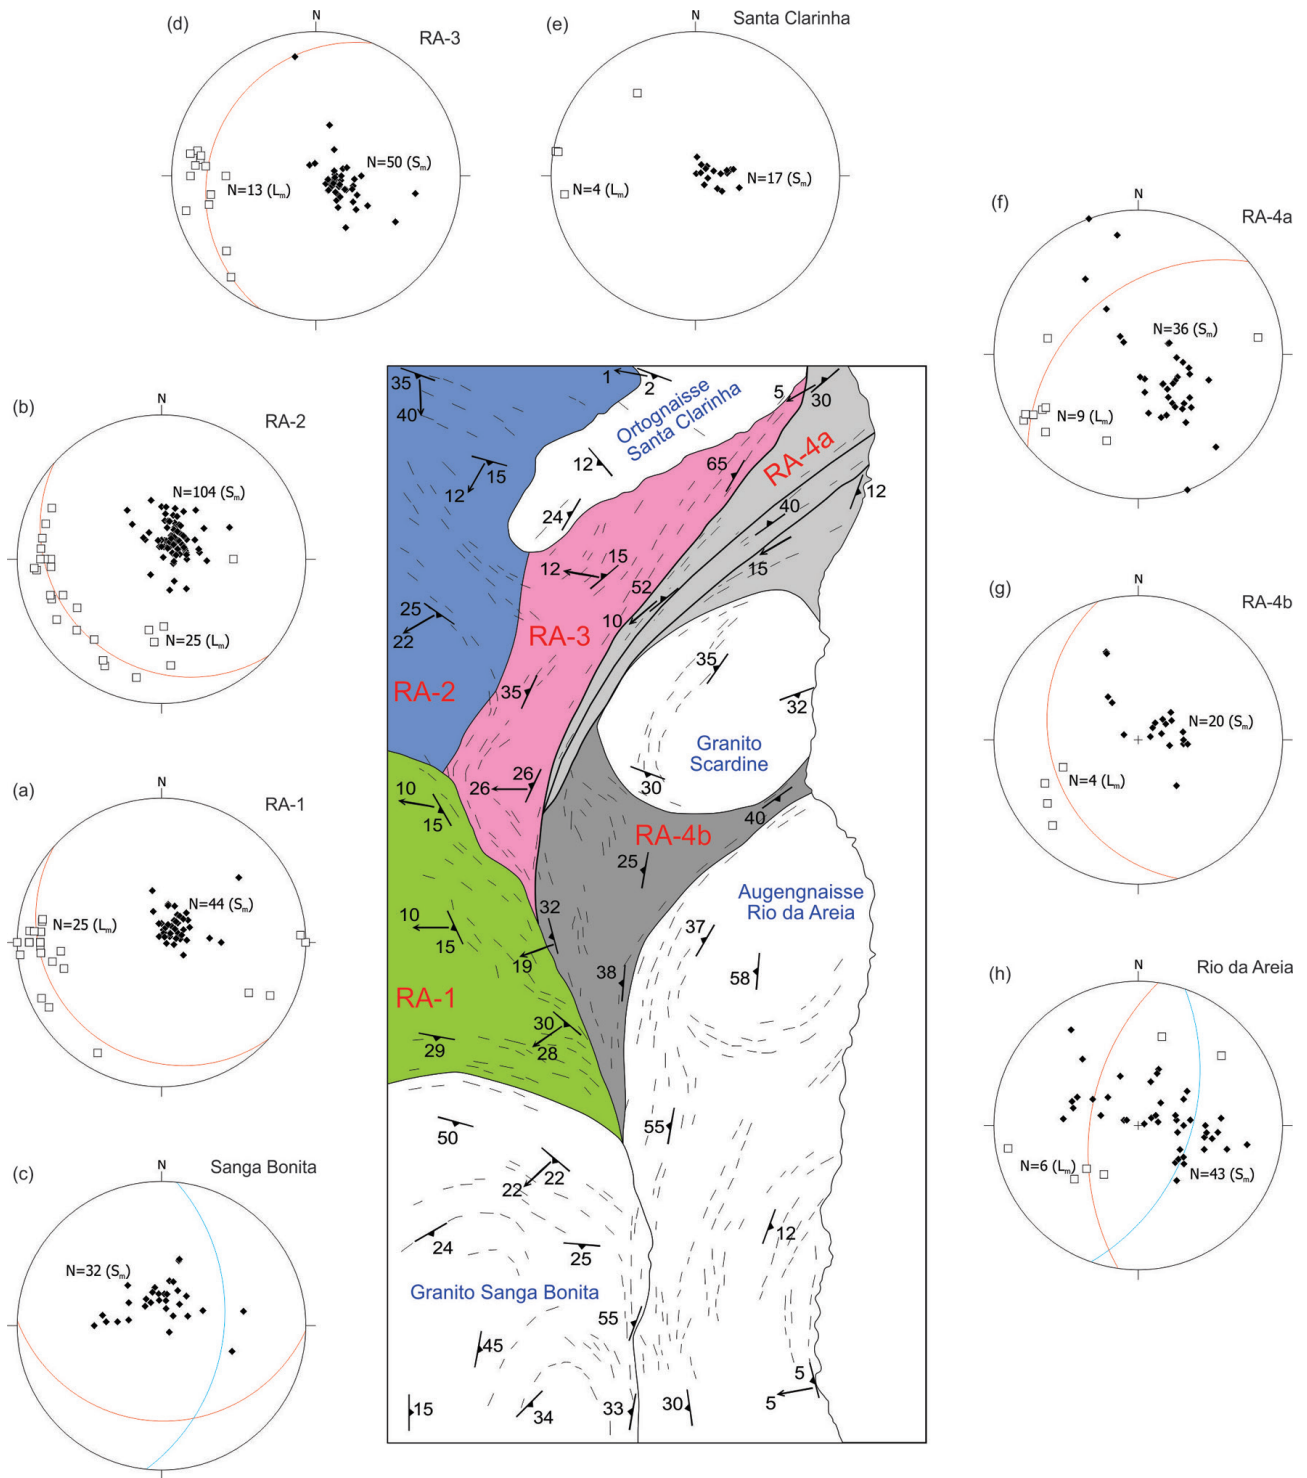 (d)
N
RA-3
N=50 (Sm)
N=13 (Lm)
(e)
N
Santa Clarinha
N=4 (Lm)
N=17 (Sm)
(f)
N
RA-4a
N=36 (Sm)
N=9 (Lm)
(b)
N
RA-2
N=104 (Sm)
N=25 (Lm)
(g)
N
RA-4b
N=20 (Sm)
N=4 (Lm)
(a)
N
RA-1
N=25 (Lm)
N=44 (Sm)
(h)
N
Rio da Areia
N=6 (Lm)
N=43 (Sm)
(c)
N
Sanga Bonita
N=32 (Sm)
35
40
1
2
5
30
Ortognaisse
Santa Clarinha
12
15
12
65
RA-4a
24
40
12
15
12
15
52
10
25
22
RA-3
35
RA-2
35
32
Granito
Scardine
30
10
15
26
26
40
RA-4b
25
Augengnaisse
Rio da Areia
10
15
32
19
37
58
38
RA-1
30
28
29
50
55
22
22
24
25
12
Granito Sanga Bonita
55
45
5
5
15
34
33
30